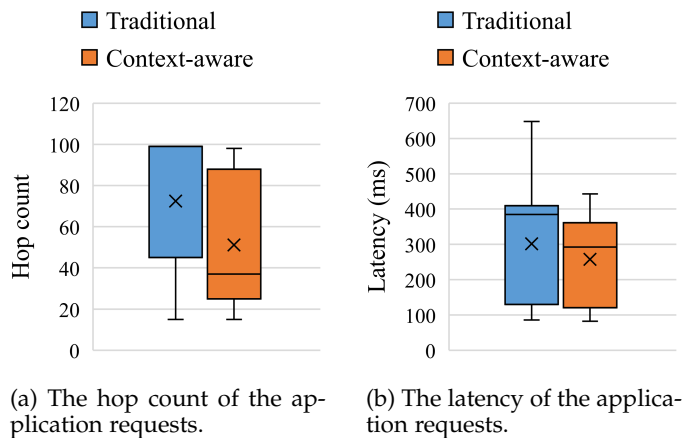 Traditional
Context-aware
120
100
80
60
40
20
0
Hop count
(a) The hop count of the ap-
plication requests.
Traditional
Context-aware
700
600
500
400
300
200
100
0
Latency (ms)
(b) The latency of the applica-
tion requests.